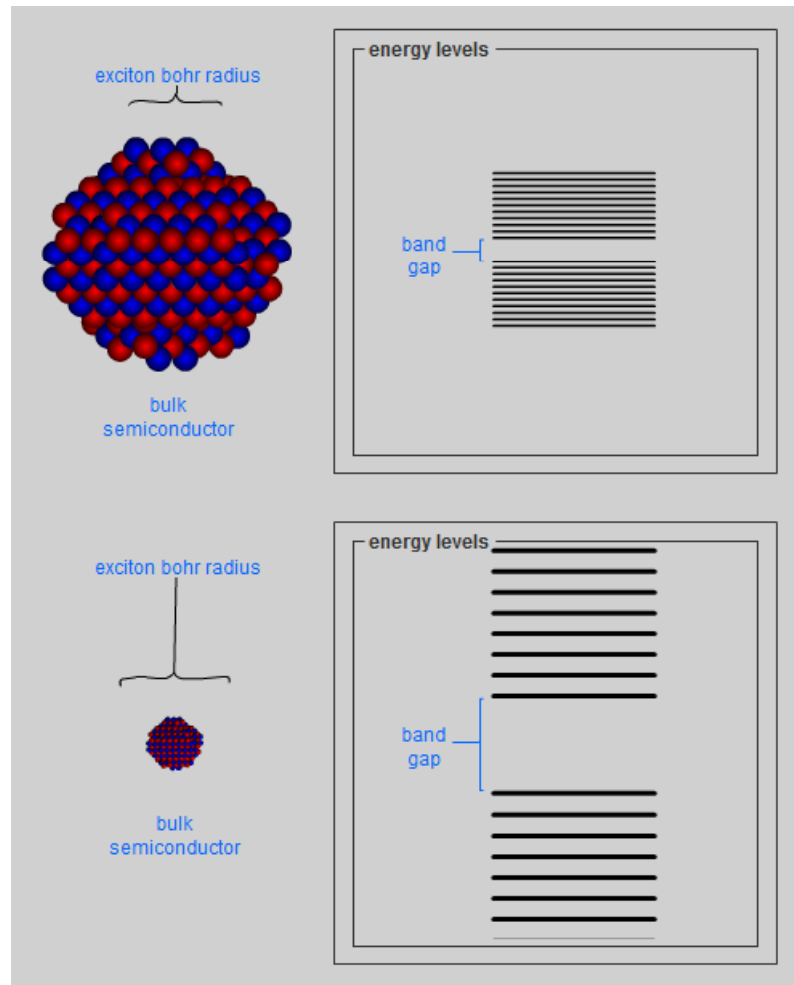 energy levels
exciton bohr radius
band
gap
bulk
semiconductor
energy levels
exciton bohr radius
band
gap
bulk
semiconductor